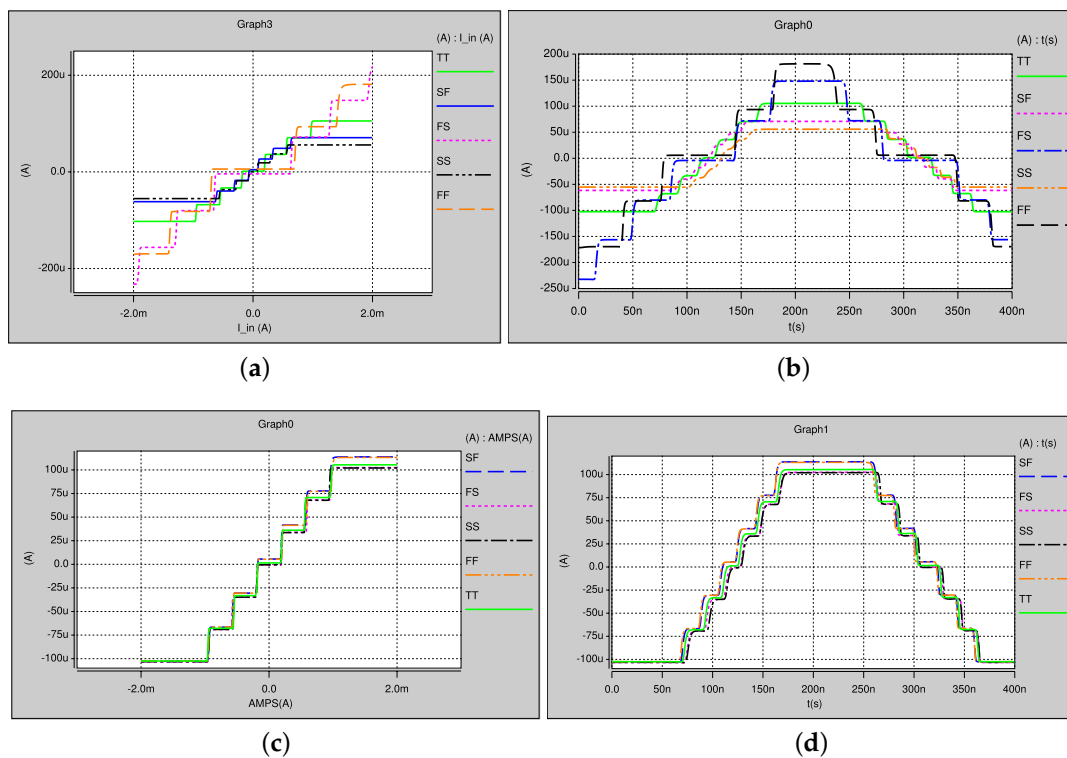 Graph3
(A) : I_in (A)
TT
SF
FS
SS
FF
200u
0.0
-200u
(A)
-2.0m 0.0 2.0m
I_in (A)
(a)
Graph0
(A) : t(s)
TT
SF
FS
SS
FF
200u
150u
100u
50u
0.0
-50u
-100u
-150u
-200u
-250u
(A)
0.0 50n 100n 150n 200n 250n 300n 350n 400n
t(s)
(b)
Graph0
(A) : AMPS(A)
SF
FS
SS
FF
TT
100u
75u
50u
25u
0.0
-25u
-50u
-75u
-100u
(A)
-2.0m 0.0 2.0m
AMPS(A)
(c)
Graph1
(A) : t(s)
SF
FS
SS
FF
TT
100u
75u
50u
25u
0.0
-25u
-50u
-75u
-100u
(A)
0.0 50n 100n 150n 200n 250n 300n 350n 400n
t(s)
(d)